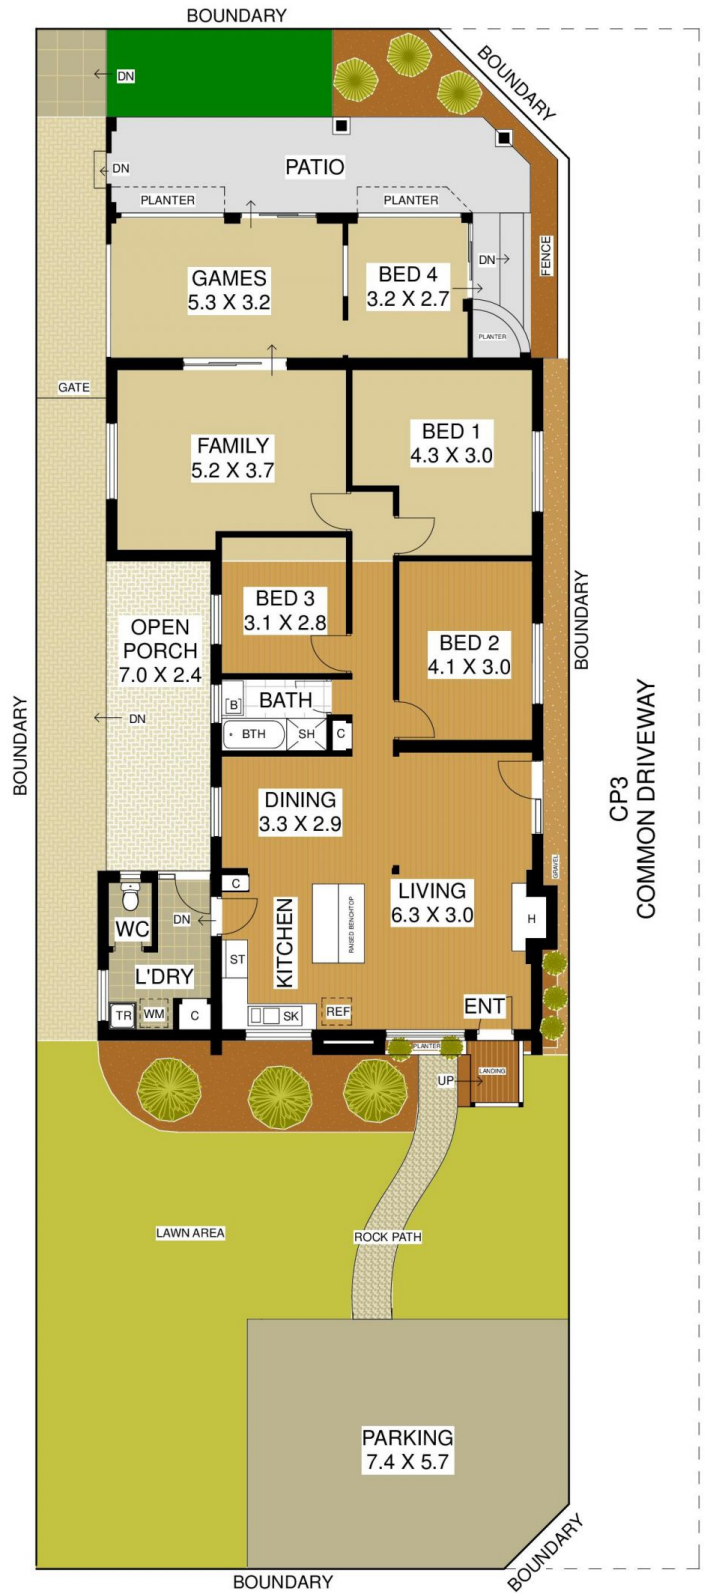 BOUNDARY
BOUNDARY
DN
DN
PATIO
PLANTER
PLANTER
FENCE
GAMES
5.3 X 3.2
BED 4
3.2 X 2.7
DN
PLANTER
GATE
FAMILY
5.2 X 3.7
BED 1
4.3 X 3.0
BED 3
3.1 X 2.8
OPEN
PORCH
7.0 X 2.4
BED 2
4.1 X 3.0
BOUNDARY
BOUNDARY
DN
BATH
B
BTH
SH
C
CP3
COMMON DRIVEWAY
DINING
3.3 X 2.9
GRAVEL
C
LIVING
6.3 X 3.0
H
RAISED BENCHTOP
KITCHEN
WC
DN
ST
L'DRY
TR
WM
C
SK
REF
ENT
PLANTER
LANDING
UP
LAWN AREA
ROCK PATH
PARKING
7.4 X 5.7
BOUNDARY
BOUNDARY